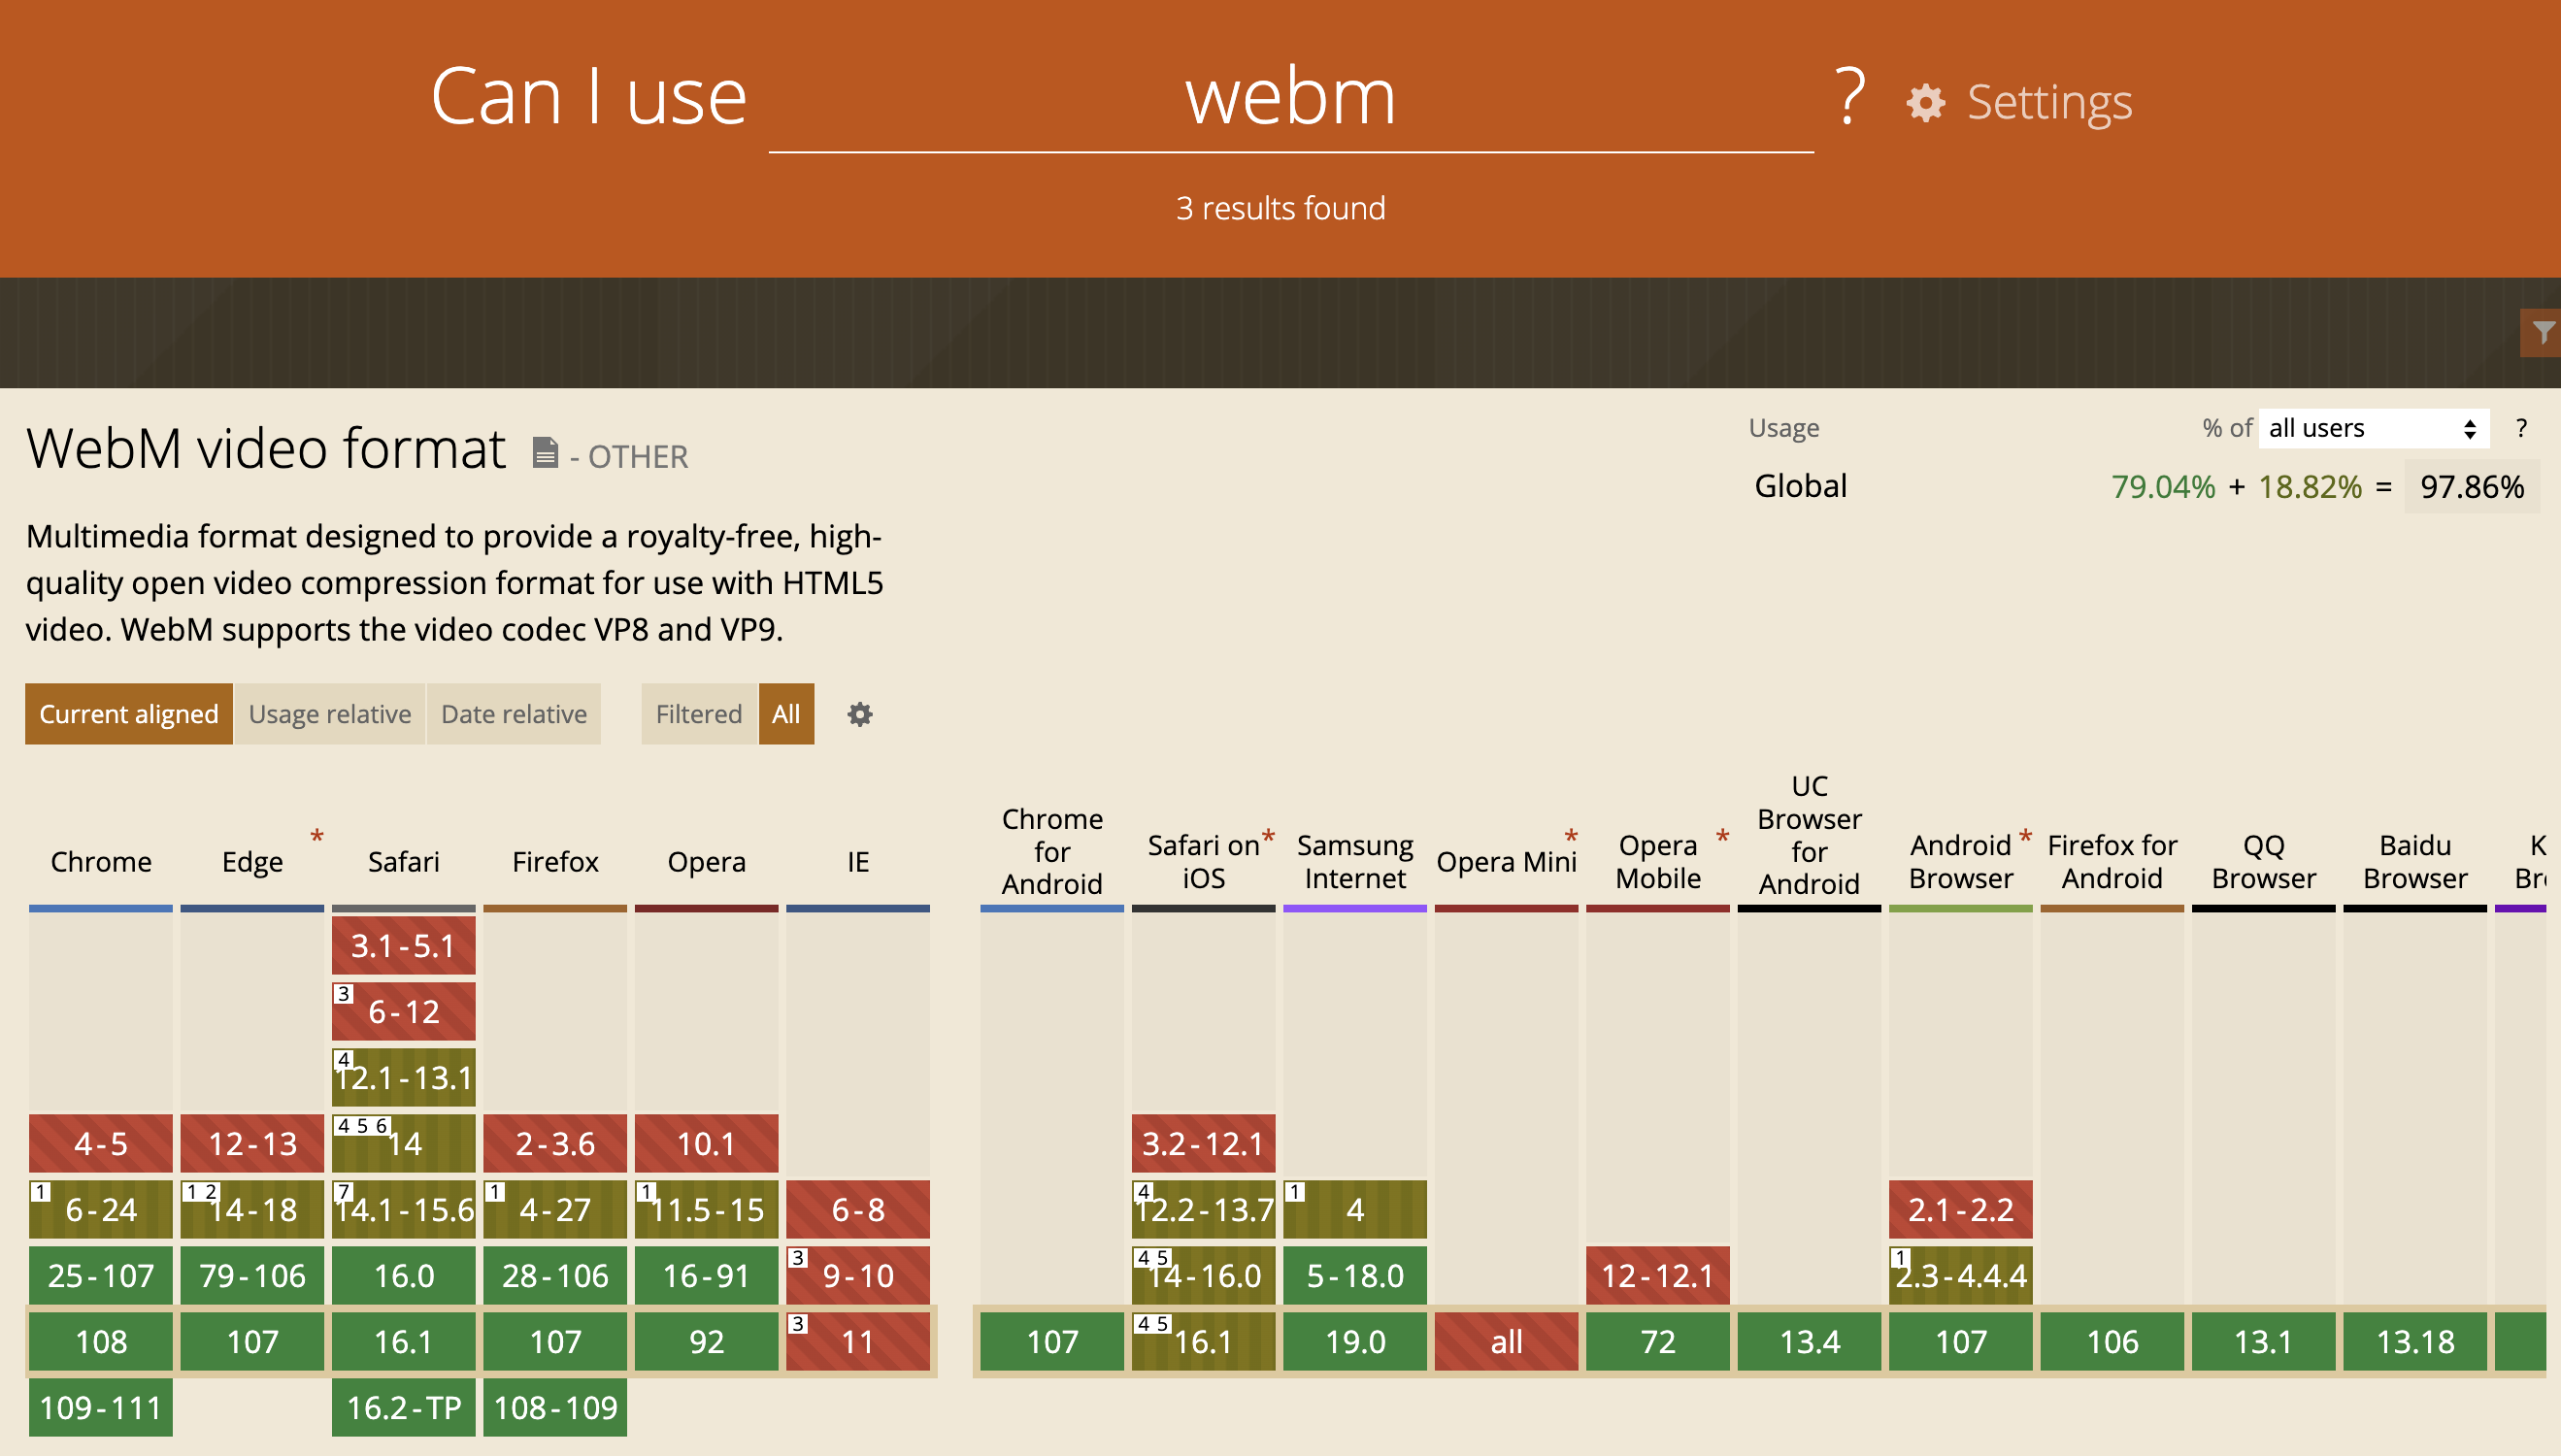 Can I use webm ? Settings
3 results found
WebM video format - OTHER
Usage % of all users ?
Global 79.04% + 18.82% = 97.86%
Multimedia format designed to provide a royalty-free, high-
quality open video compression format for use with HTML5
video. WebM supports the video codec VP8 and VP9.
Current aligned Usage relative Date relative Filtered All
Chrome Edge * Safari Firefox Opera IE
Chrome for Android Safari on iOS * Samsung Internet Opera Mini * Opera Mobile * UC Browser for Android Android Browser * Firefox for Android QQ Browser Baidu Browser
3.1-5.1
3 6-12
4 12.1-13.1
4-5 12-13 4 5 6 14 2-3.6 10.1 3.2-12.1
1 6-24 1 2 14-18 7 14.1-15.6 1 4-27 1 11.5-15 6-8 4 12.2-13.7 1 4 2.1-2.2
25-107 79-106 16.0 28-106 16-91 3 9-10 4 5 14-16.0 5-18.0 12-12.1 1 2.3-4.4.4
108 107 16.1 107 92 3 11 107 4 5 16.1 19.0 all 72 13.4 107 106 13.1 13.18
109-111 16.2-TP 108-109